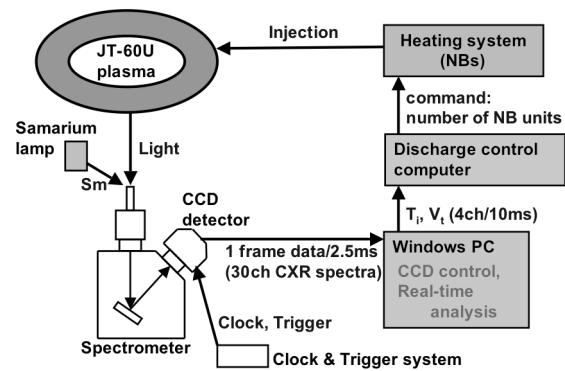 JT-60U
plasma
Injection
Heating system
(NBs)
command:
number of NB units
Discharge control
computer
Samarium
lamp
Sm
Light
CCD
detector
Ti, Vt (4ch/10ms)
1 frame data/2.5ms
(30ch CXR spectra)
Windows PC
CCD control,
Real-time
analysis
Clock, Trigger
Spectrometer
Clock & Trigger system